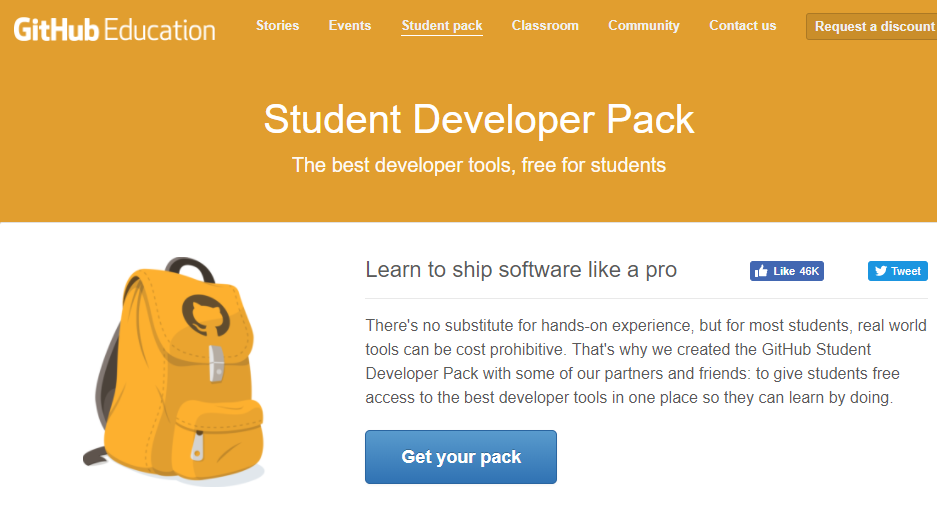 GitHub Education Stories Events Student pack Classroom Community Contact us Request a discount
Student Developer Pack
The best developer tools, free for students
Learn to ship software like a pro
Like 46K
Tweet
There's no substitute for hands-on experience, but for most students, real world
tools can be cost prohibitive. That's why we created the GitHub Student
Developer Pack with some of our partners and friends: to give students free
access to the best developer tools in one place so they can learn by doing.
Get your pack